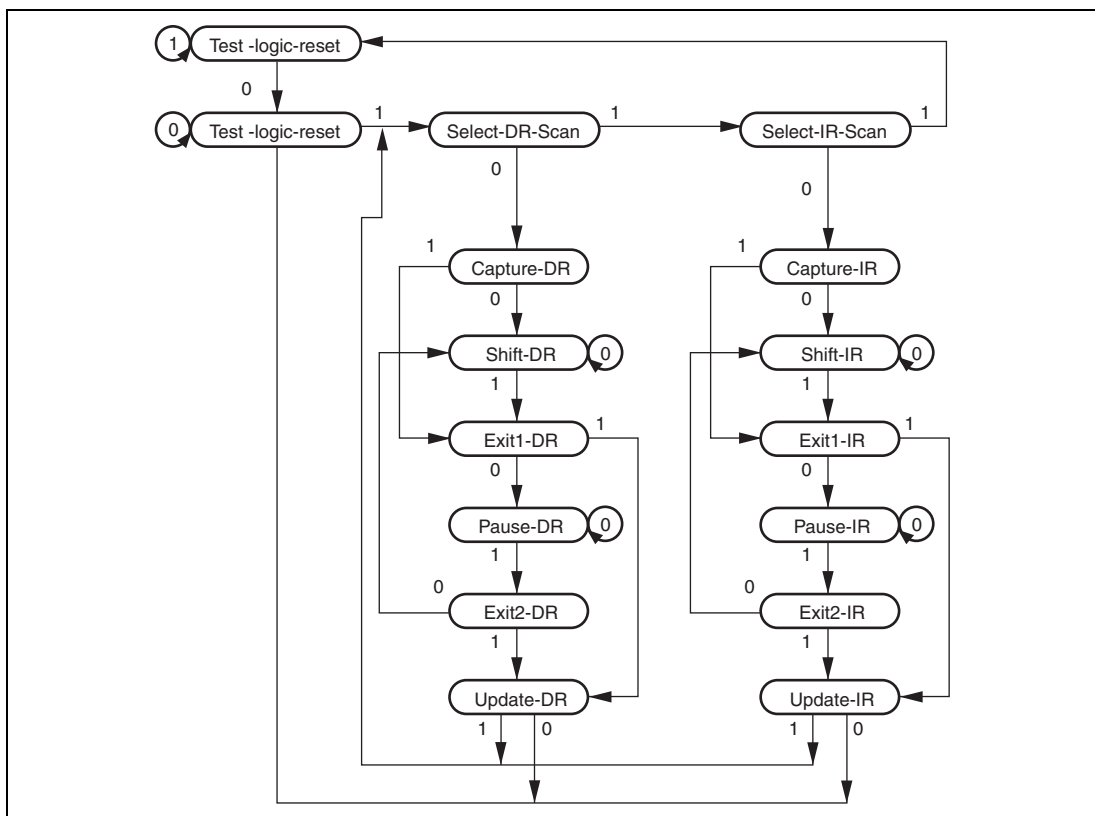 1 Test -logic-reset
0
0 Test -logic-reset 1 Select-DR-Scan 1 Select-IR-Scan 1
0 0
1 1
Capture-DR Capture-IR
0 0
Shift-DR 0 Shift-IR 0
1 1
Exit1-DR 1 Exit1-IR 1
0 0
Pause-DR 0 Pause-IR 0
1 1
0 0
Exit2-DR Exit2-IR
1 1
Update-DR Update-IR
1 0 1 0